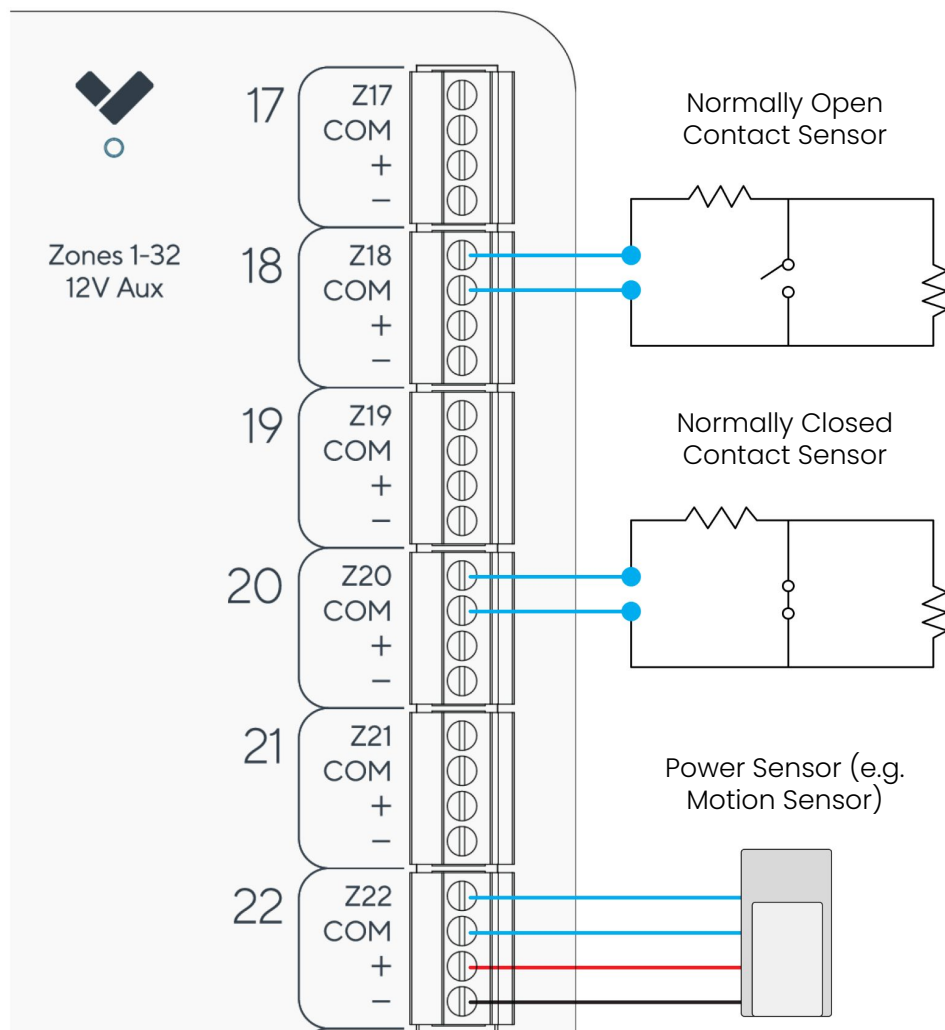 Zones 1-32
12V Aux
17
Z17
COM
+
−
18
Z18
COM
+
−
19
Z19
COM
+
−
20
Z20
COM
+
−
21
Z21
COM
+
−
22
Z22
COM
+
−
Normally Open
Contact Sensor
Normally Closed
Contact Sensor
Power Sensor (e.g.
Motion Sensor)